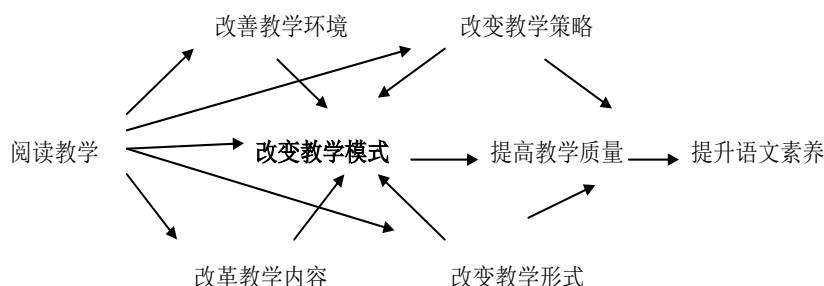 改善教学环境
改变教学策略
阅读教学
改变教学模式
提高教学质量
提升语文素养
改革教学内容
改变教学形式